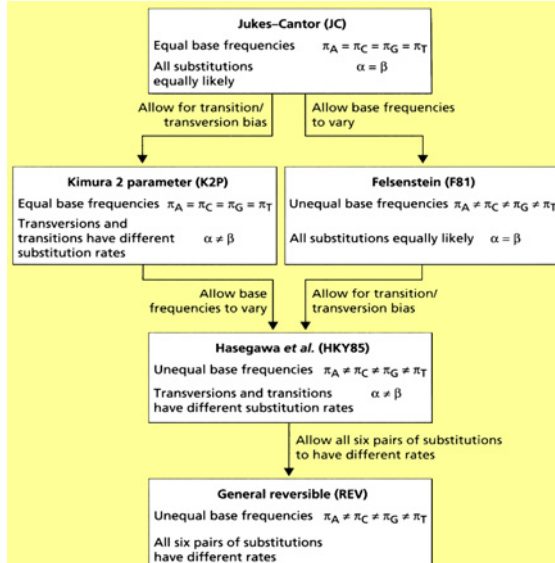 Jukes–Cantor (JC)
Equal base frequencies πA = πC = πG = πT
All substitutions α = β
equally likely
Allow for transition/
transversion bias
Allow base frequencies
to vary
Kimura 2 parameter (K2P)
Equal base frequencies πA = πC = πG = πT
Transversions and
transitions have different α ≠ β
substitution rates
Felsenstein (F81)
Unequal base frequencies πA ≠ πC ≠ πG ≠ πT
All substitutions equally likely α = β
Allow base
frequencies to vary
Allow for transition/
transversion bias
Hasegawa et al. (HKY85)
Unequal base frequencies πA ≠ πC ≠ πG ≠ πT
Transversions and transitions α ≠ β
have different substitution rates
Allow all six pairs of substitutions
to have different rates
General reversible (REV)
Unequal base frequencies πA ≠ πC ≠ πG ≠ πT
All six pairs of substitutions
have different rates